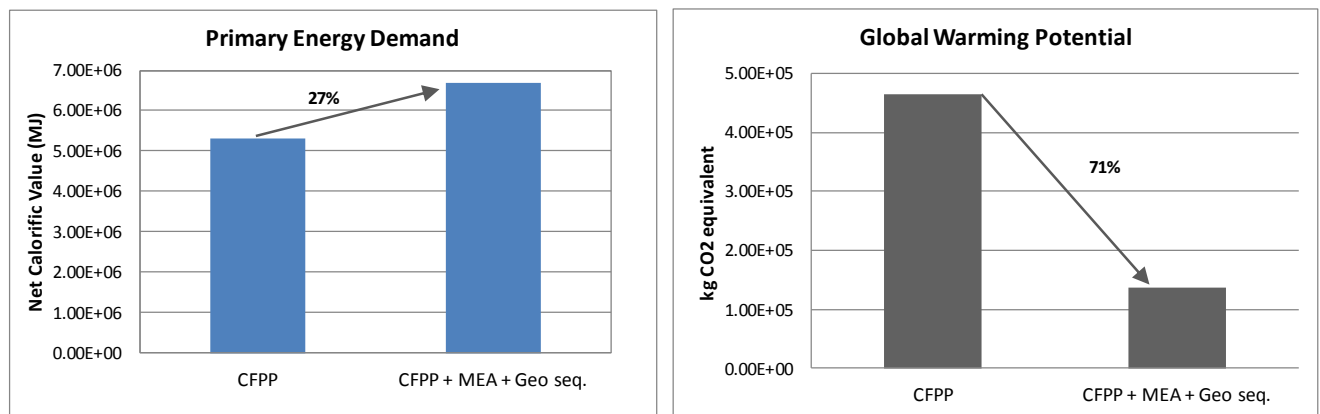 Primary Energy Demand
Net Calorific Value (MJ)
7.00E+06
6.00E+06
5.00E+06
4.00E+06
3.00E+06
2.00E+06
1.00E+06
0.00E+00
27%
CFPP
CFPP + MEA + Geo seq.
Global Warming Potential
kg CO2 equivalent
5.00E+05
4.00E+05
3.00E+05
2.00E+05
1.00E+05
0.00E+00
71%
CFPP
CFPP + MEA + Geo seq.